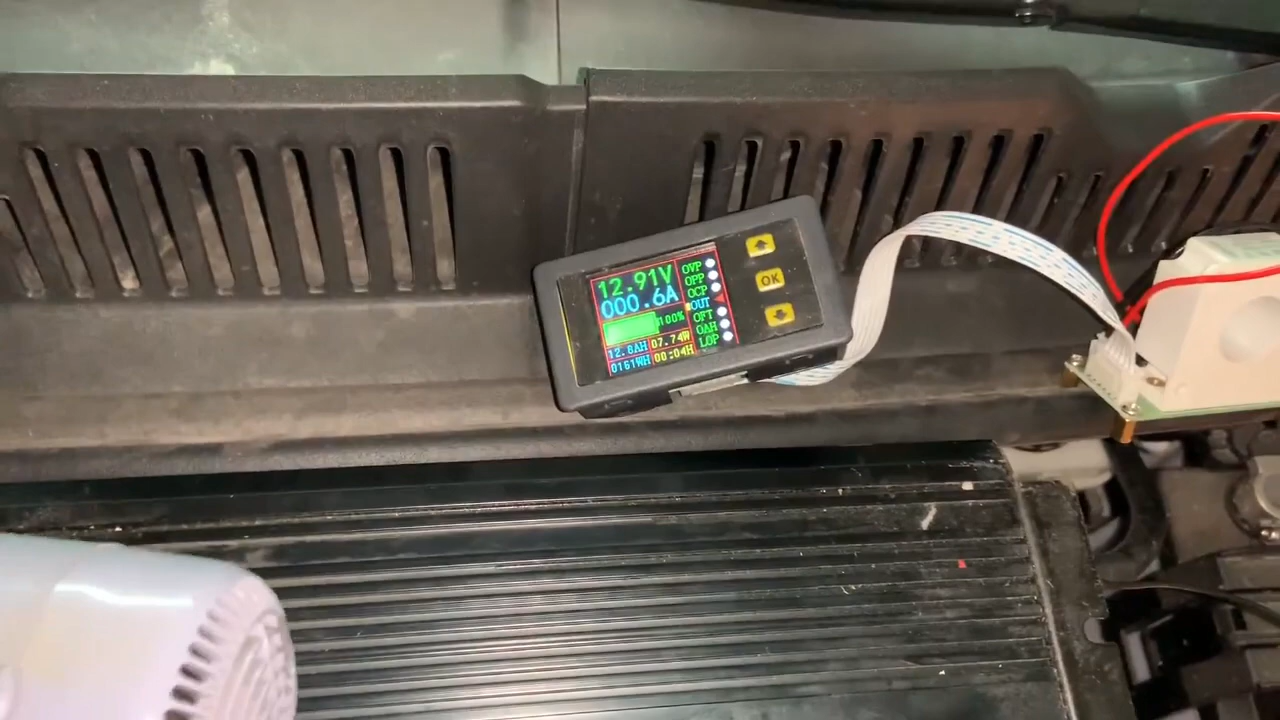 12.91V
000.6A
100%
12.8AH 07.74W
0161WH 00:04H
OVP
OPP
OCP
OUT
OFT
OAH
LOP
OK